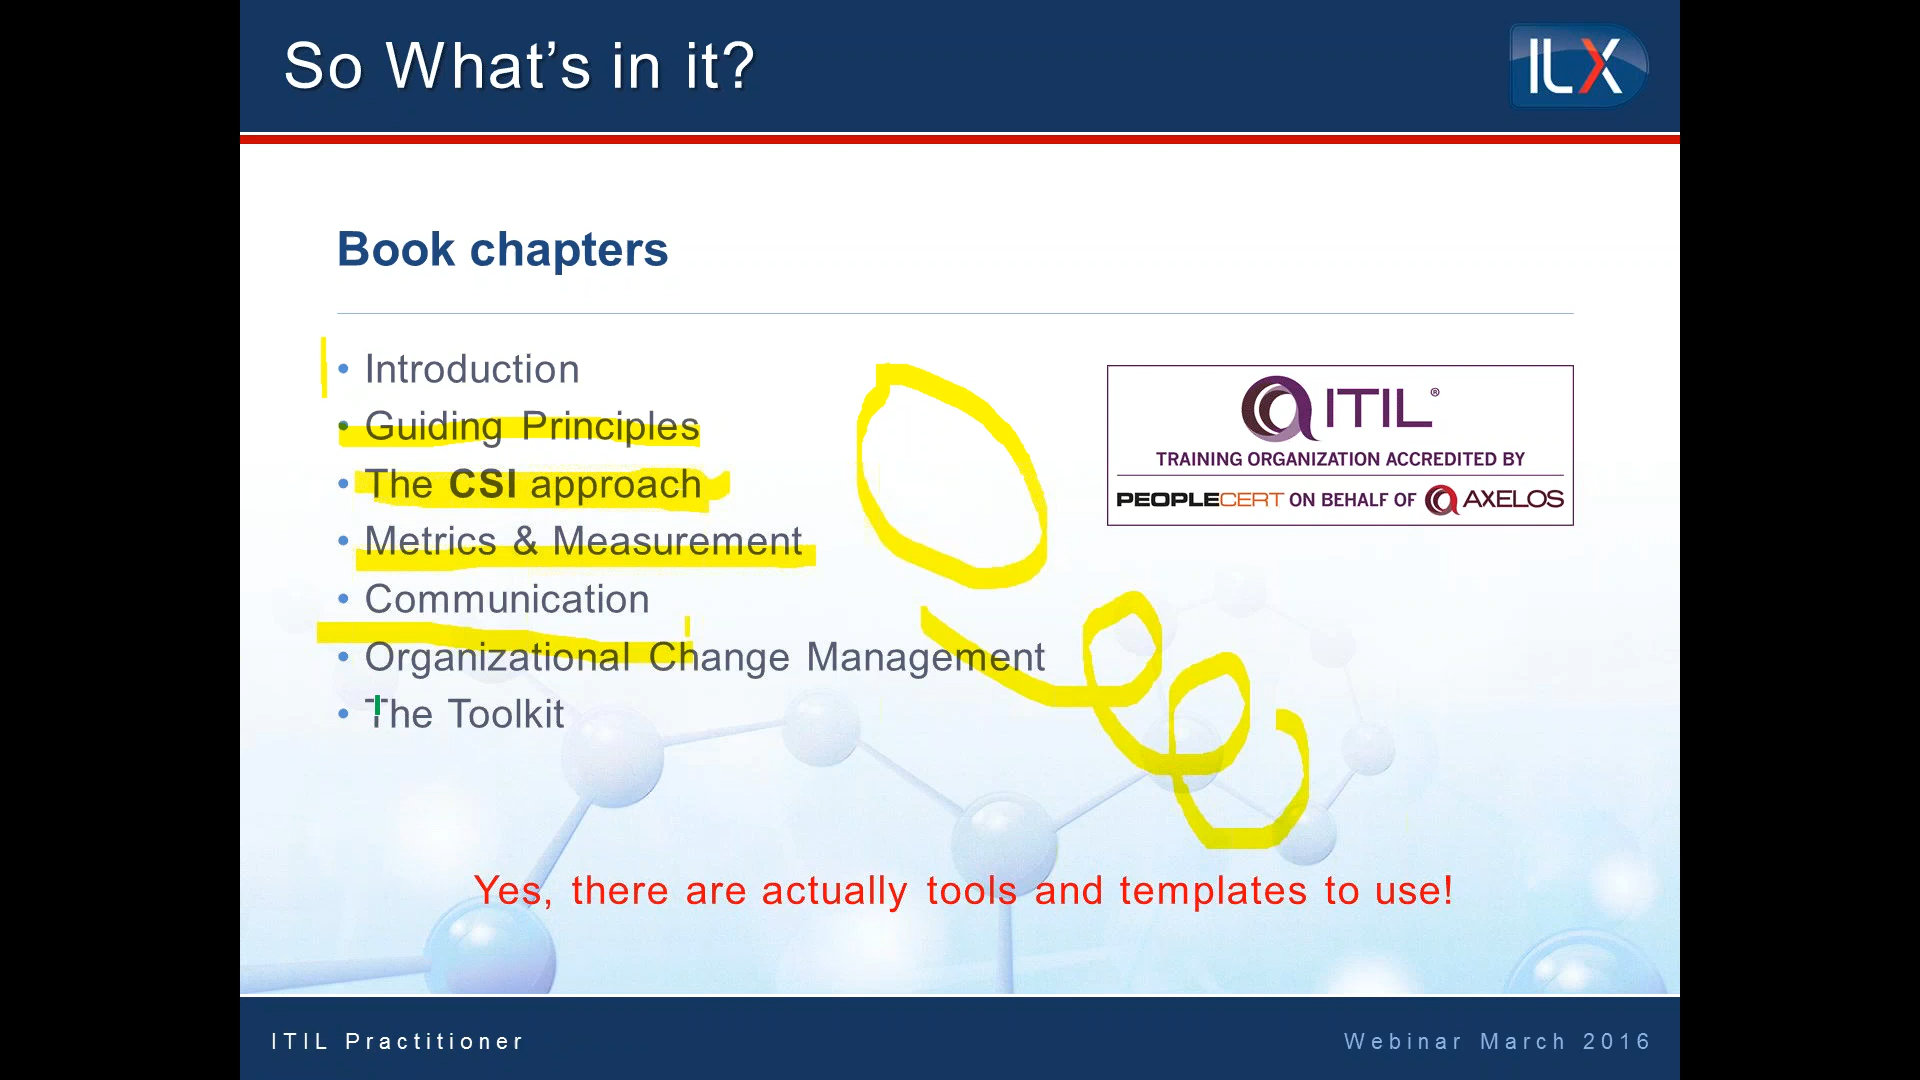 So What’s in it?
ILX
Book chapters
• Introduction
• Guiding Principles
• The CSI approach
• Metrics & Measurement
• Communication
• Organizational Change Management
• The Toolkit
ITIL®
TRAINING ORGANIZATION ACCREDITED BY
PEOPLECERT ON BEHALF OF AXELOS
Yes, there are actually tools and templates to use!
ITIL Practitioner
Webinar March 2016